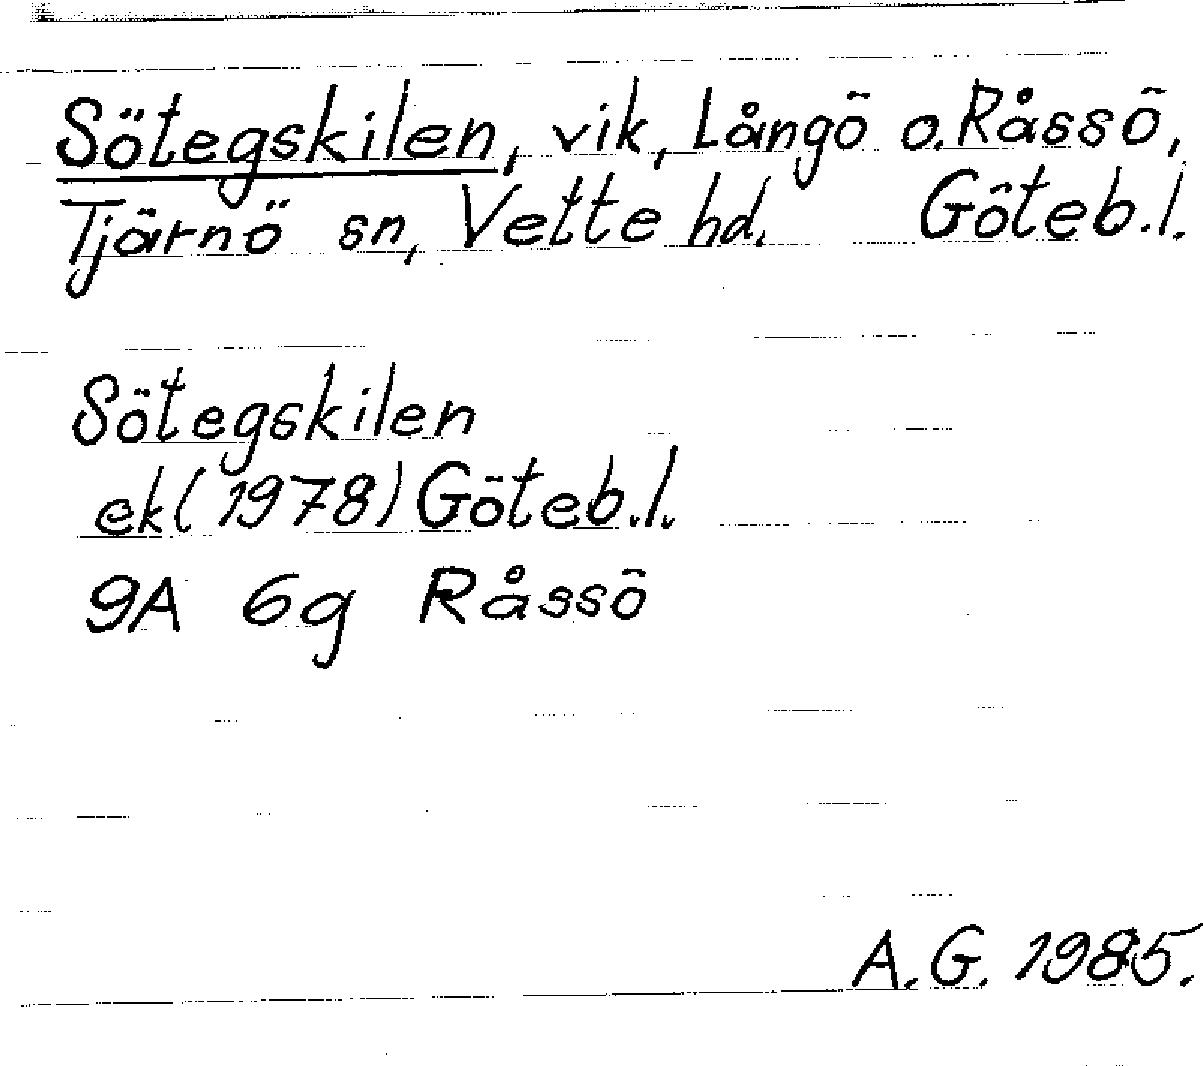 Sötegskilen, vik, Långö o. Råssö,
Tjärnö sn, Vette hd. Göteb.l.
Sötegskilen
ek(1978) Göteb.l.
9A 6g Råssö
A.G. 1985.